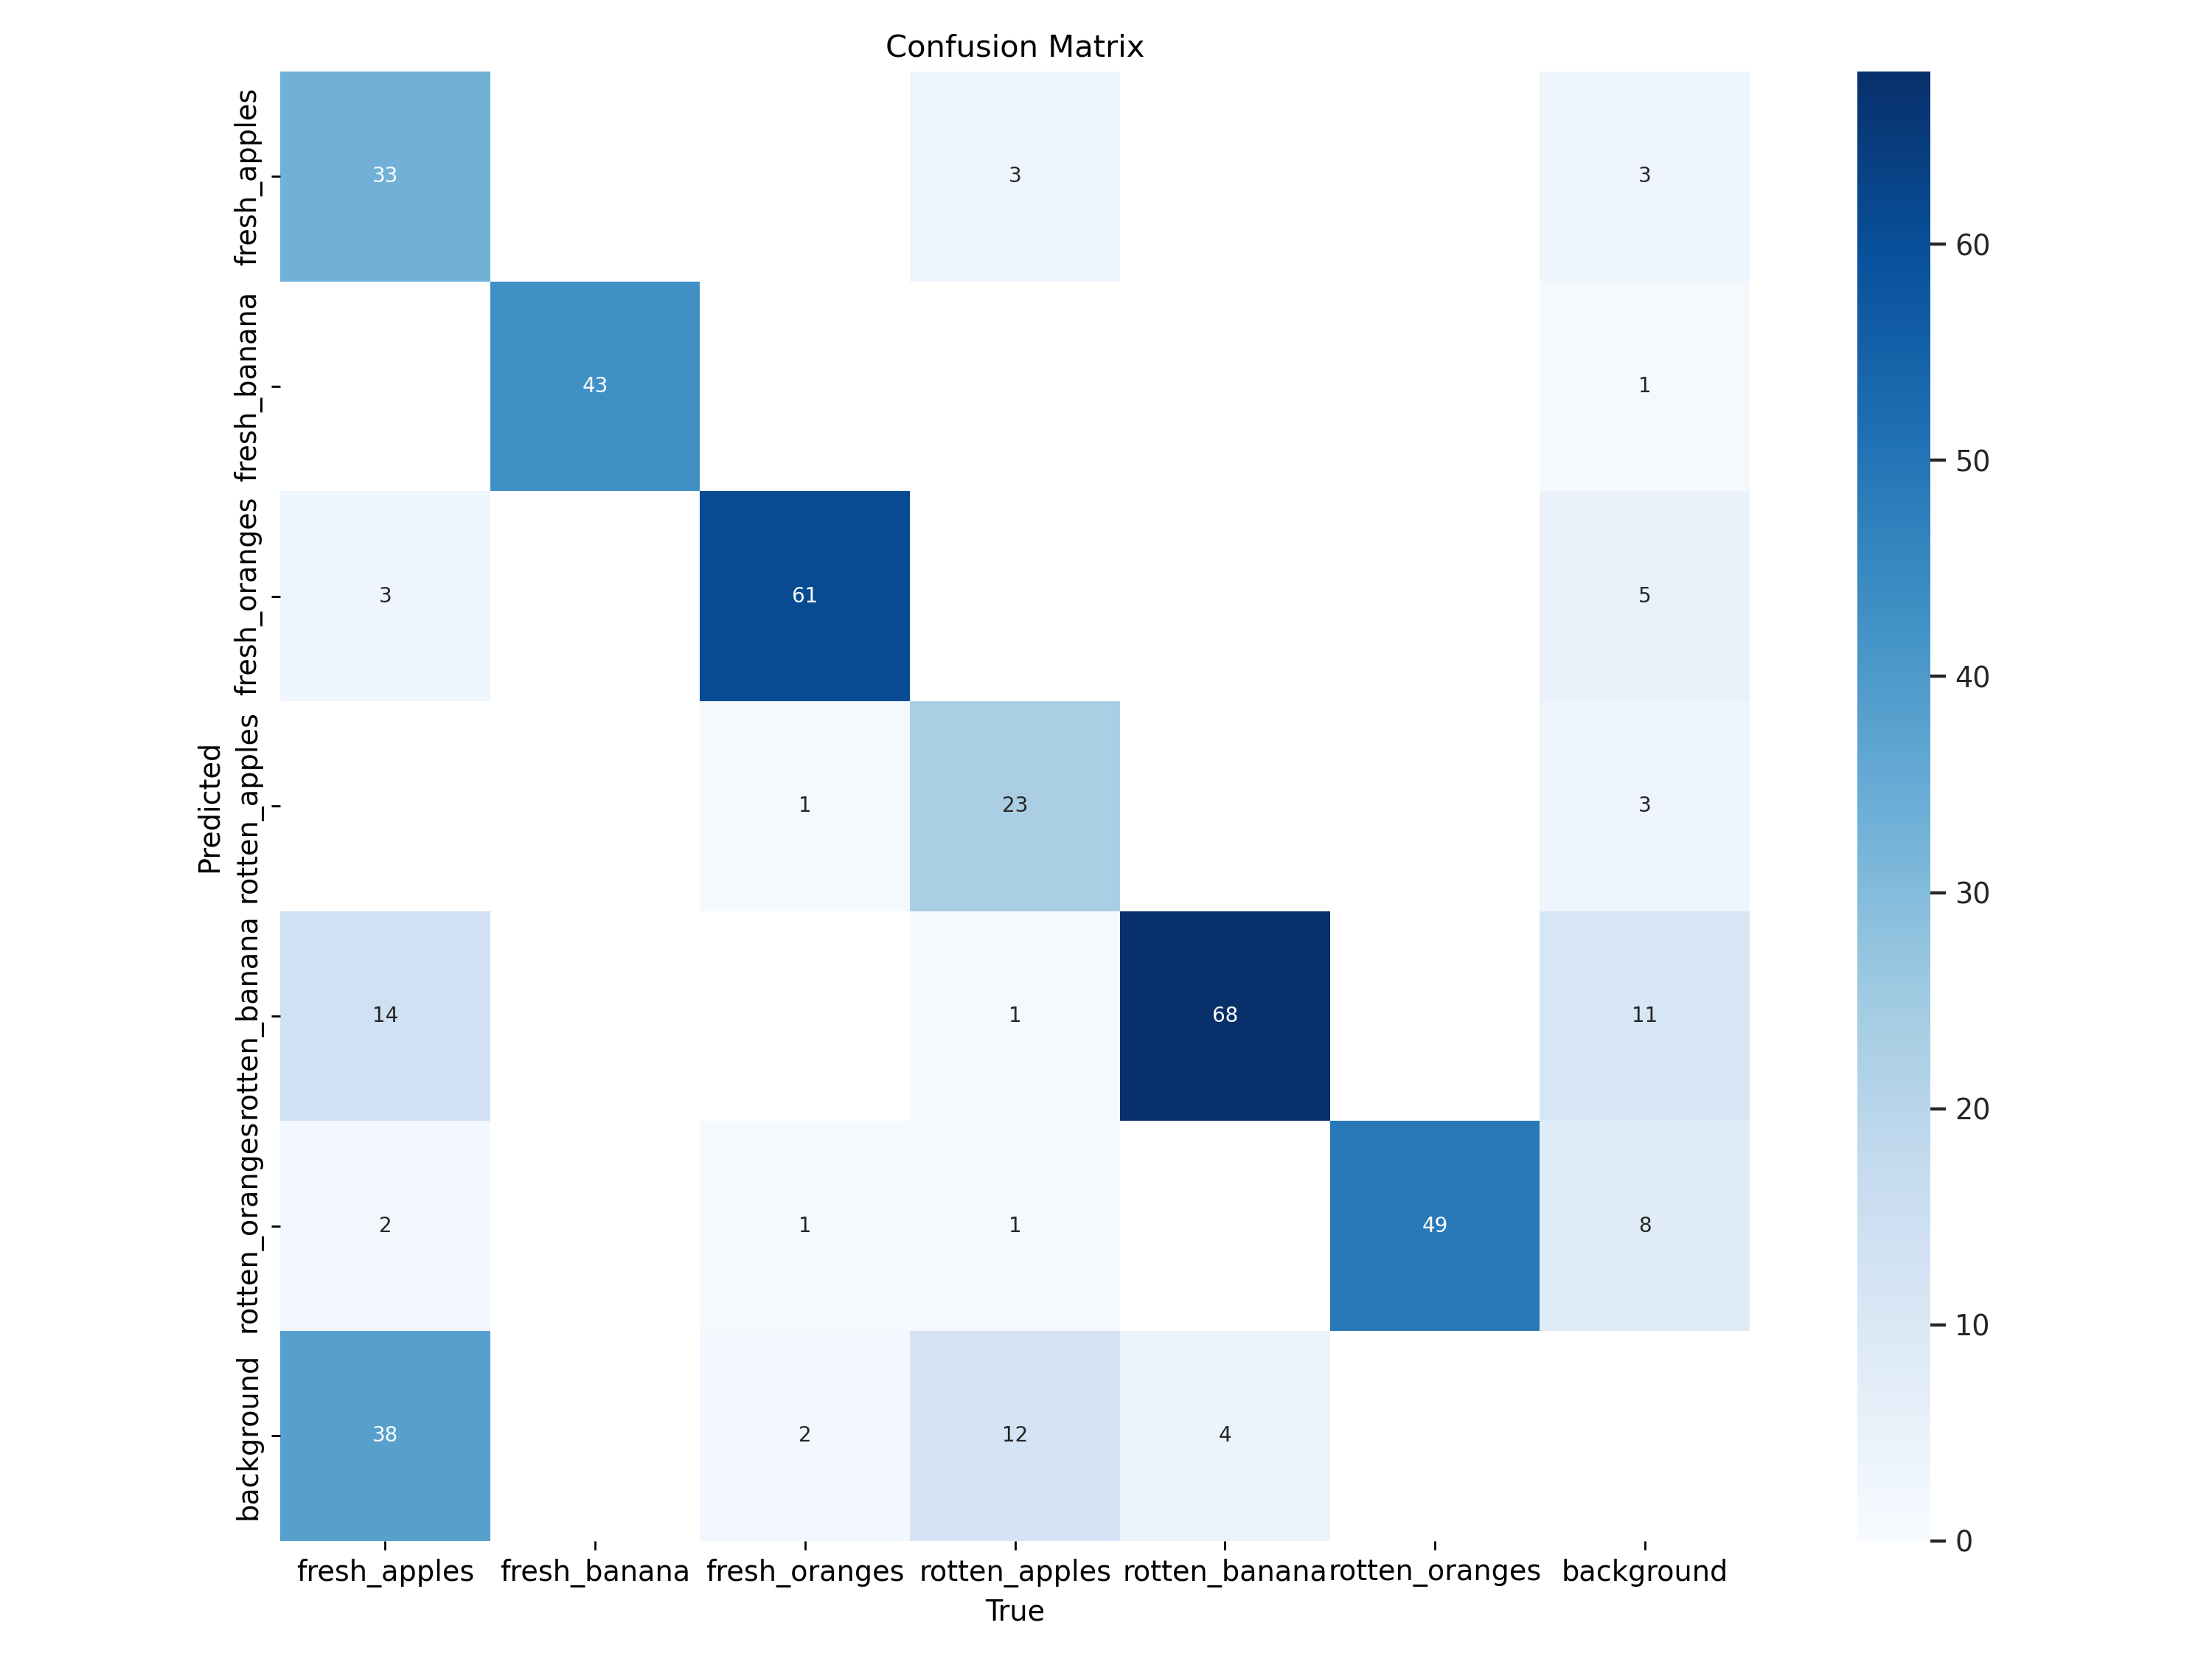 Confusion Matrix
fresh_apples
33
3
3
60
fresh_banana
43
1
50
fresh_oranges
3
61
5
40
Predicted
rotten_apples
1
23
3
30
rotten_banana
14
1
68
11
20
rotten_oranges
2
1
1
49
8
10
background
38
2
12
4
0
fresh_apples fresh_banana fresh_oranges rotten_apples rotten_banana rotten_oranges background
True